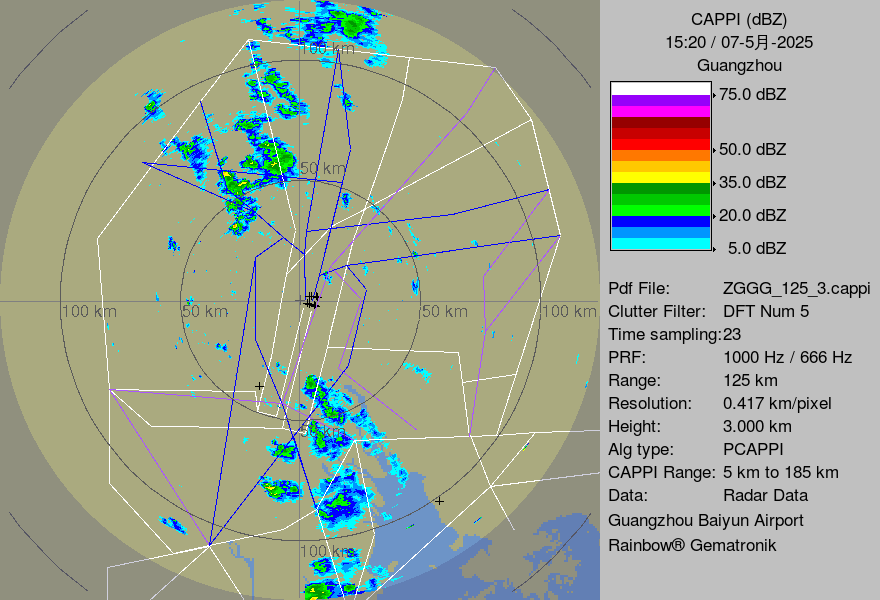 CAPPI (dBZ)
15:20 / 07-5月-2025
Guangzhou
75.0 dBZ
50.0 dBZ
35.0 dBZ
20.0 dBZ
5.0 dBZ
Pdf File: ZGGG_125_3.cappi
Clutter Filter: DFT Num 5
Time sampling:23
PRF: 1000 Hz / 666 Hz
Range: 125 km
Resolution: 0.417 km/pixel
Height: 3.000 km
Alg type: PCAPPI
CAPPI Range: 5 km to 185 km
Data: Radar Data
Guangzhou Baiyun Airport
Rainbow® Gematronik
100 km
50 km
100 km
50 km
50 km
100 km
50 km
100 km